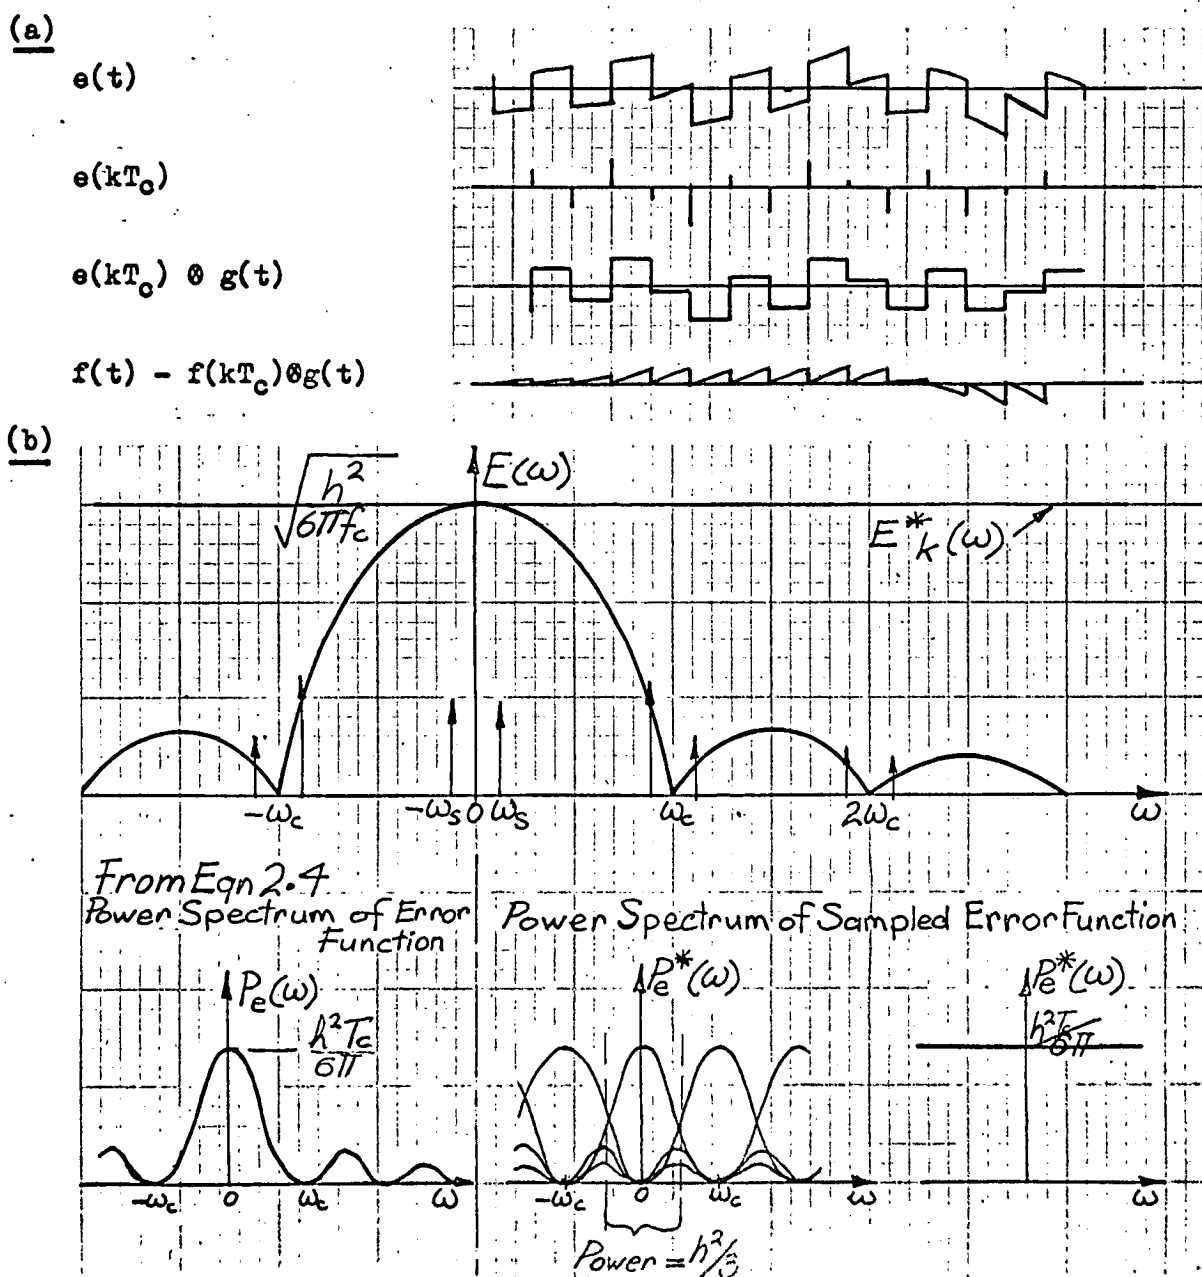 (a)
e(t)
e(kT_c)
e(kT_c) ⊗ g(t)
f(t) - f(kT_c)⊗g(t)
(b)
√(h²/6πf_c)
E(ω)
E*_k(ω)
-ω_c -ω_s 0 ω_s ω_c 2ω_c ω
From Eqn 2.4
Power Spectrum of Error Function
Power Spectrum of Sampled Error Function
P_e(ω)
h²T_c/6π
-ω_c 0 ω_c ω
P_e*(ω)
-ω_c 0 ω_c ω
Power = h²/3
P_e*(ω)
h²T_c/6π
ω